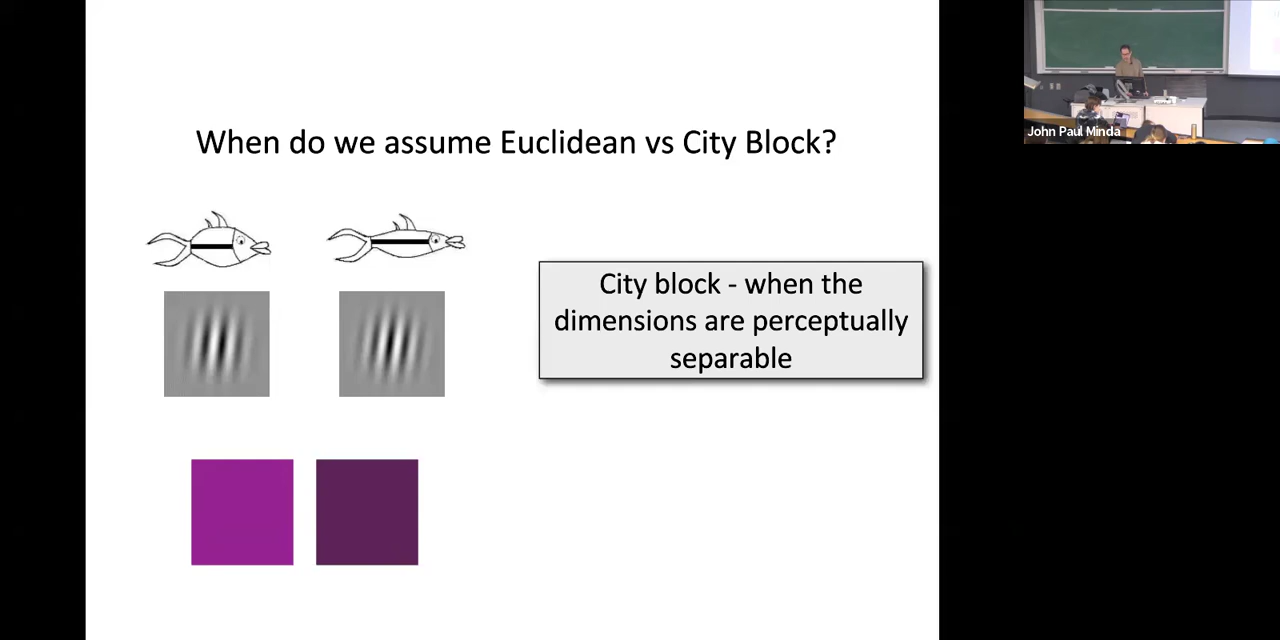 When do we assume Euclidean vs City Block?
City block - when the
dimensions are perceptually
separable
John Paul Minda